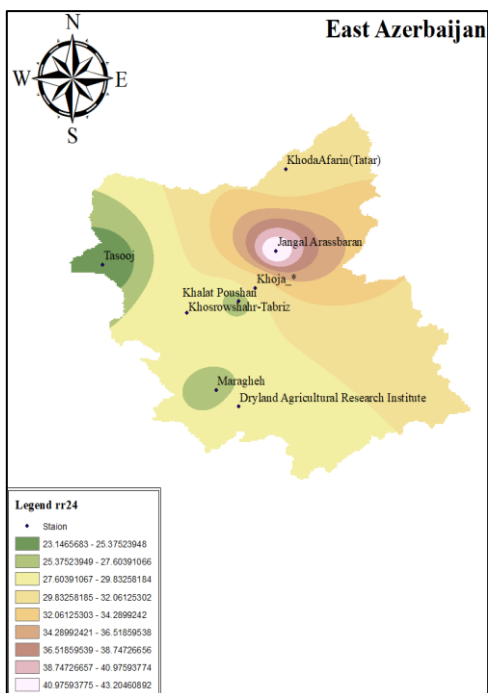 East Azerbaijan
N
W E
S
KhodaAfarin(Tatar)
Jangal Arassbaran
Tasooj
Khoja_*
Khalat Poushan
Khosrowshahr-Tabriz
Maragheh
Dryland Agricultural Research Institute
Legend rr24
Staion
23.1465683 - 25.37523948
25.37523949 - 27.60391066
27.60391067 - 29.83258184
29.83258185 - 32.06125302
32.06125303 - 34.2899242
34.28992421 - 36.51859538
36.51859539 - 38.74726656
38.74726657 - 40.97593774
40.97593775 - 43.20460892